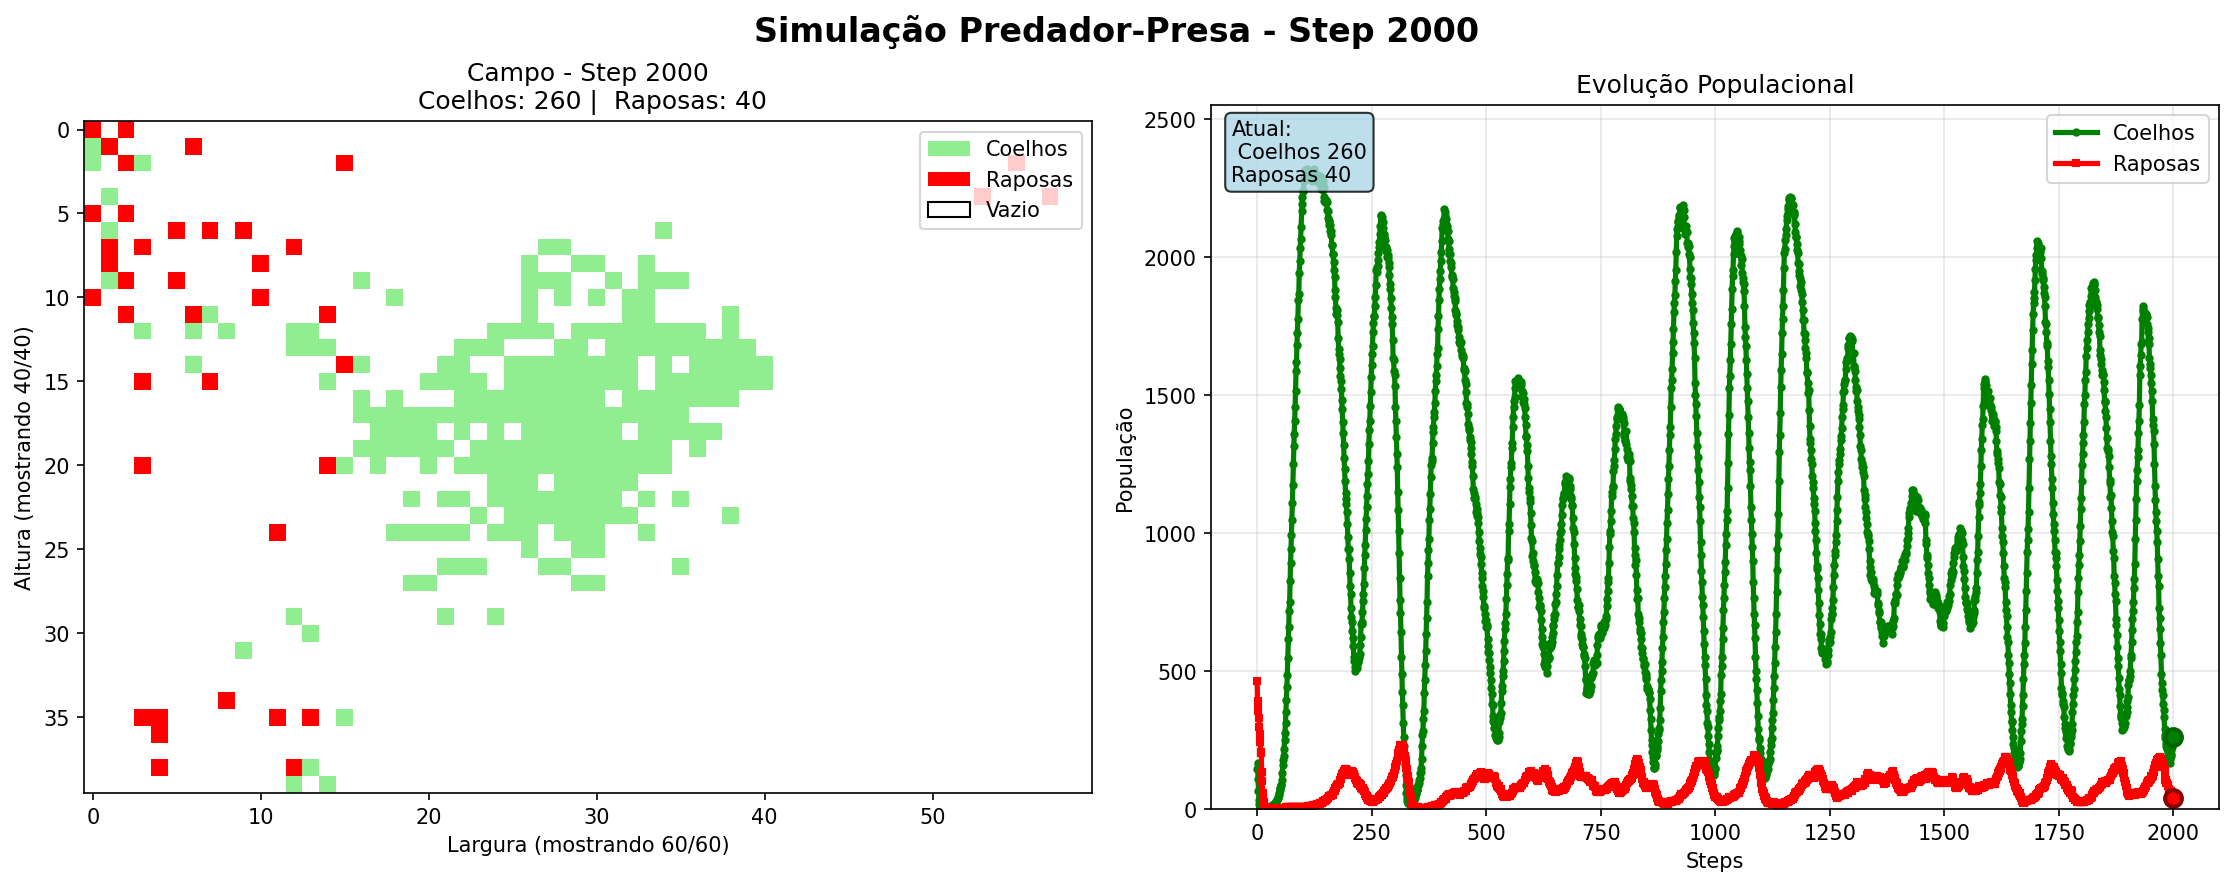 Simulação Predador-Presa - Step 2000
Campo - Step 2000
Coelhos: 260 |  Raposas: 40
Coelhos
Raposas
Vazio
0
5
10
15
20
25
30
35
Altura (mostrando 40/40)
0
10
20
30
40
50
Largura (mostrando 60/60)
Evolução Populacional
Atual:
Coelhos 260
Raposas 40
Coelhos
Raposas
2500
2000
1500
1000
500
0
População
0
250
500
750
1000
1250
1500
1750
2000
Steps